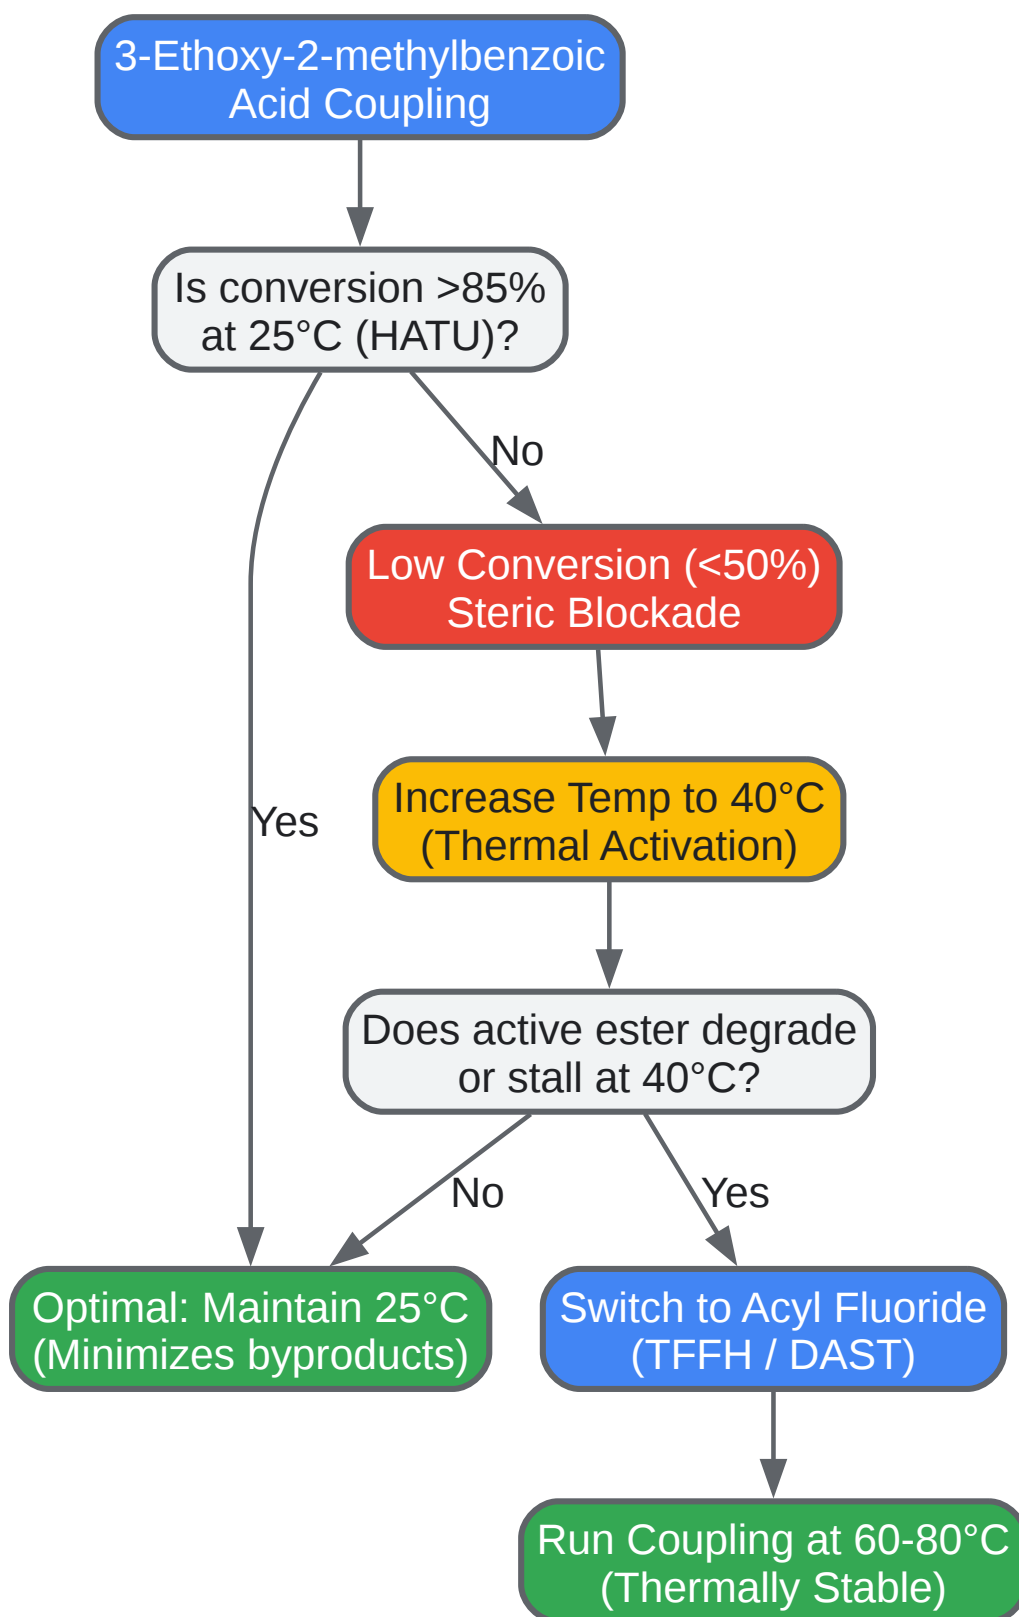 3-Ethoxy-2-methylbenzoic
Acid Coupling
Is conversion >85%
at 25°C (HATU)?
No
Low Conversion (<50%)
Steric Blockade
Increase Temp to 40°C
(Thermal Activation)
Yes
Does active ester degrade
or stall at 40°C?
No
Yes
Optimal: Maintain 25°C
(Minimizes byproducts)
Switch to Acyl Fluoride
(TFFH / DAST)
Run Coupling at 60-80°C
(Thermally Stable)